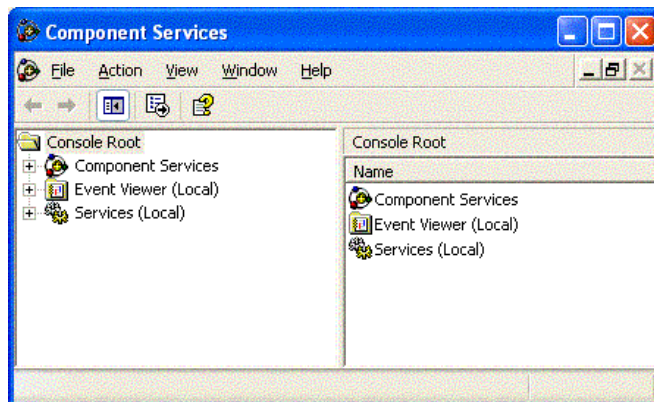 Component Services
File Action View Window Help
Console Root
Component Services
Event Viewer (Local)
Services (Local)
Console Root
Name
Component Services
Event Viewer (Local)
Services (Local)